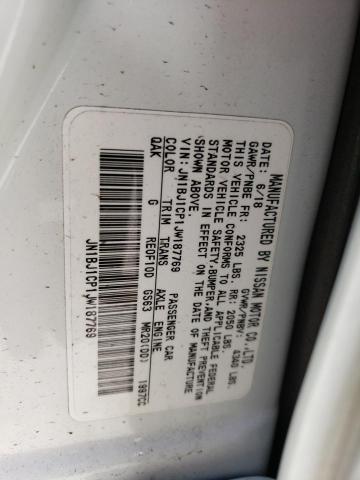 MANUFACTURED BY NISSAN MOTOR CO.,LTD.
DATE: 6/18 GVWR/PNBV: 4300 LBS.
GAWR/PNBE FR: 2325 LBS. RR: 2050 LBS.
THIS VEHICLE CONFORMS TO ALL APPLICABLE FEDERAL
MOTOR VEHICLE SAFETY,BUMPER,AND THEFT PREVENTION
STANDARDS IN EFFECT ON THE DATE OF MANUFACTURE
SHOWN ABOVE.
VIN: JN1BJ1CP1JW187769 PASSENGER CAR
COLOR TRIM TRANS AXLE ENGINE
QAK G RE0F10D GS63 MR20(DD) 1997CC
JN1BJ1CP1JW187769